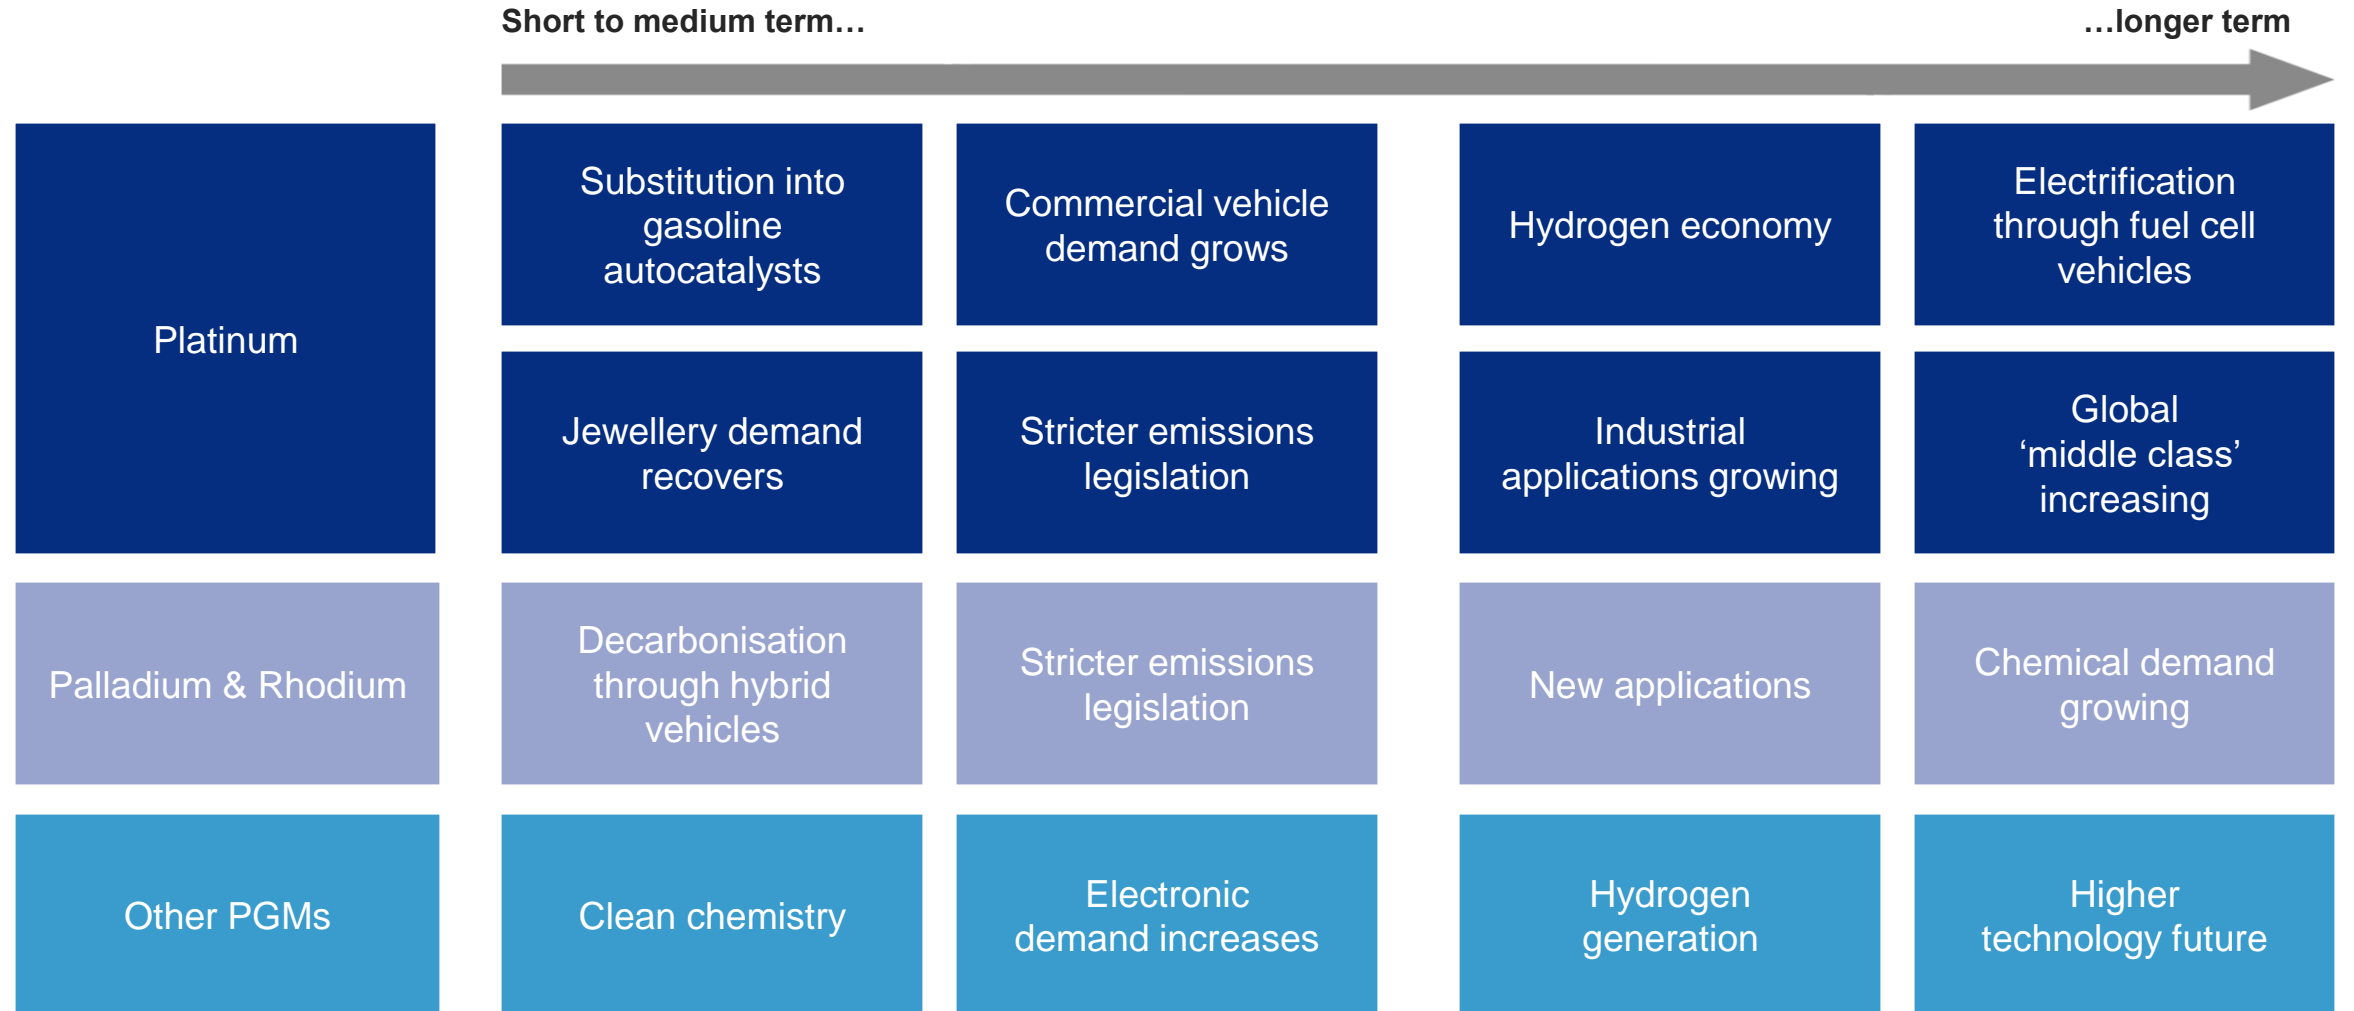 Short to medium term…
…longer term
Platinum
Substitution into
gasoline
autocatalysts
Commercial vehicle
demand grows
Hydrogen economy
Electrification
through fuel cell
vehicles
Jewellery demand
recovers
Stricter emissions
legislation
Industrial
applications growing
Global
‘middle class’
increasing
Palladium & Rhodium
Decarbonisation
through hybrid
vehicles
Stricter emissions
legislation
New applications
Chemical demand
growing
Other PGMs
Clean chemistry
Electronic
demand increases
Hydrogen
generation
Higher
technology future